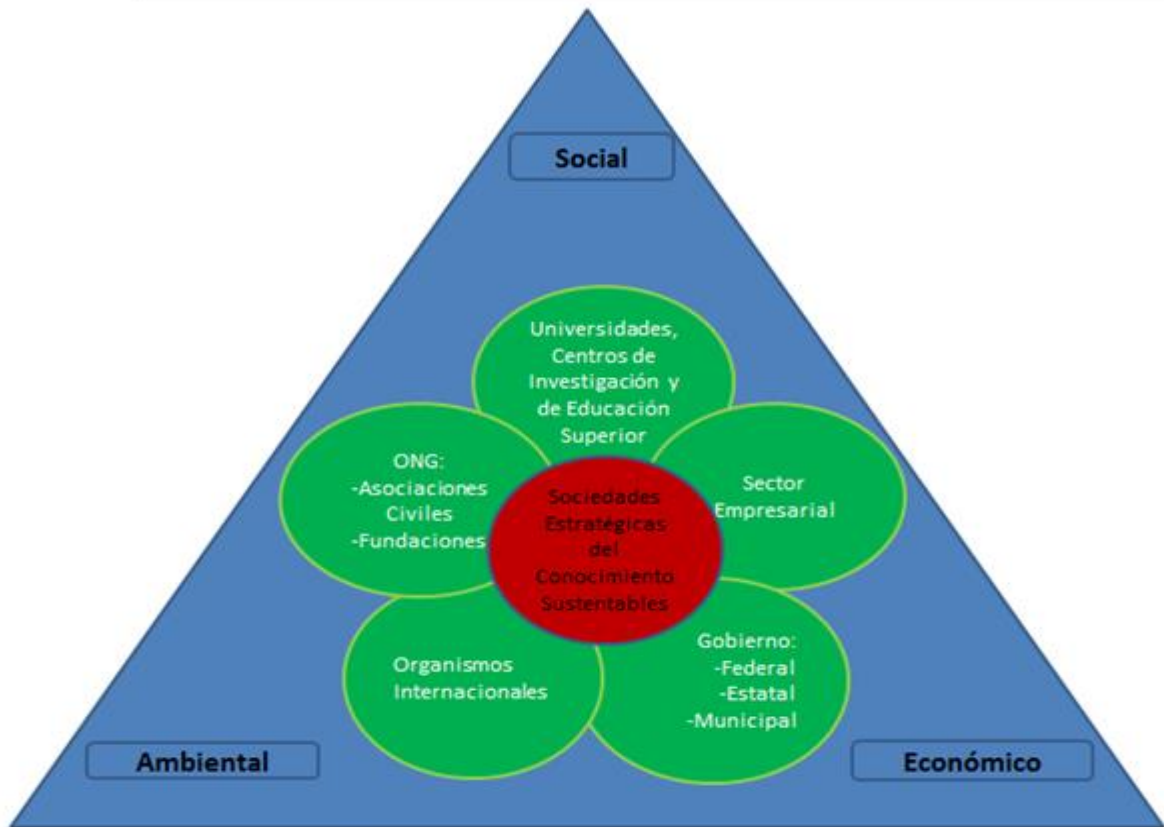 Social
Universidades,
Centros de
Investigación y
de Educación
Superior
ONG:
-Asociaciones
Civiles
-Fundaciones
Sector
Empresarial
Sociedades
Estratégicas
del
Conocimiento
Sustentables
Organismos
Internacionales
Gobierno:
-Federal
-Estatal
-Municipal
Ambiental
Económico